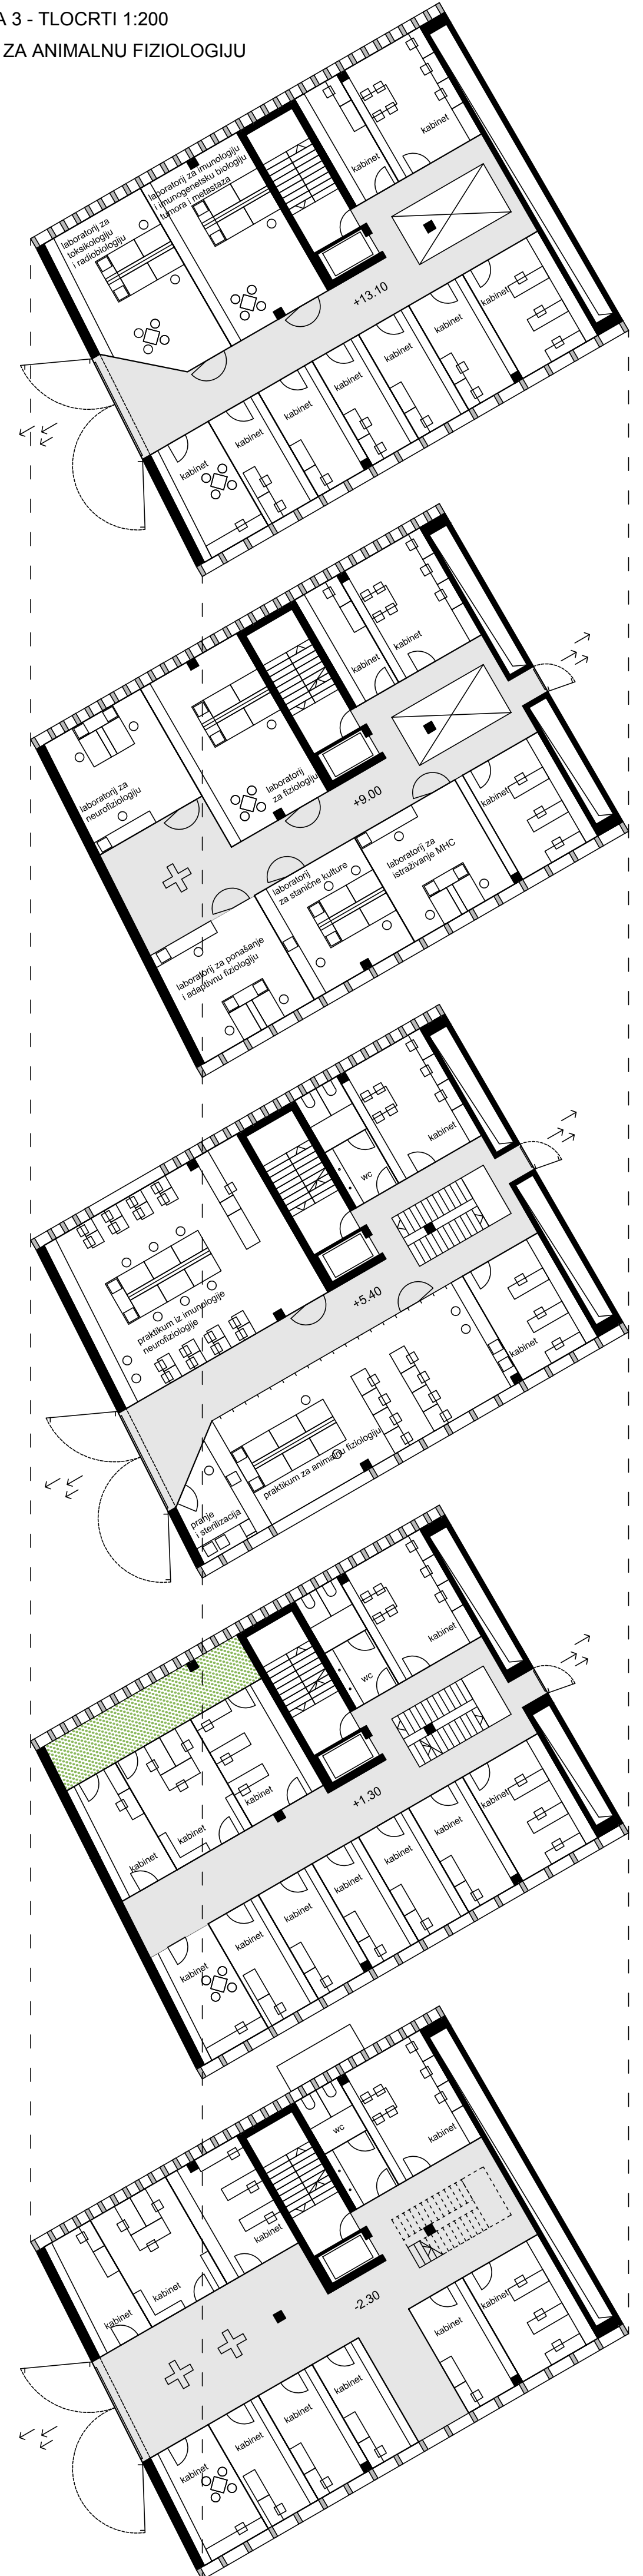 A 3 - TLOCRTI 1:200
ZA ANIMALNU FIZIOLOGIJU
kabinet
kabinet
laboratorij za imunologiju
i imunogenetsku biologiju
tumora i metastaza
laboratorij za
toksikologiju
i radiobiologiju
+13.10
kabinet
kabinet
kabinet
kabinet
kabinet
kabinet
kabinet
kabinet
kabinet
laboratorij za
neurofiziologiju
laboratorij
za fiziologiju
+9.00
kabinet
laboratorij za
istraživanje MHC
laboratorij
za stanične kulture
laboratorij za ponašanje
i adaptivnu fiziologiju
kabinet
wc
praktikum iz imunologije
neurofiziologije
+5.40
kabinet
praktikum za animalnu fiziologiju
pranje
i sterilizacija
kabinet
wc
kabinet
kabinet
kabinet
+1.30
kabinet
kabinet
kabinet
kabinet
kabinet
kabinet
kabinet
wc
kabinet
kabinet
kabinet
kabinet
-2.30
kabinet
kabinet
kabinet
kabinet
kabinet
kabinet